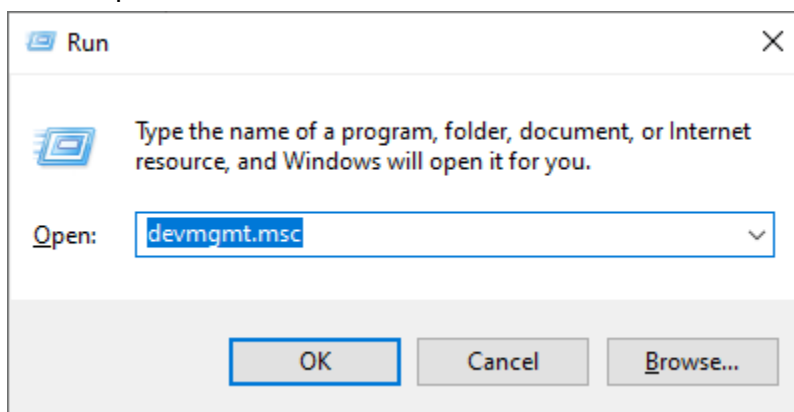 Run
Type the name of a program, folder, document, or Internet
resource, and Windows will open it for you.
Open: devmgmt.msc
OK Cancel Browse...